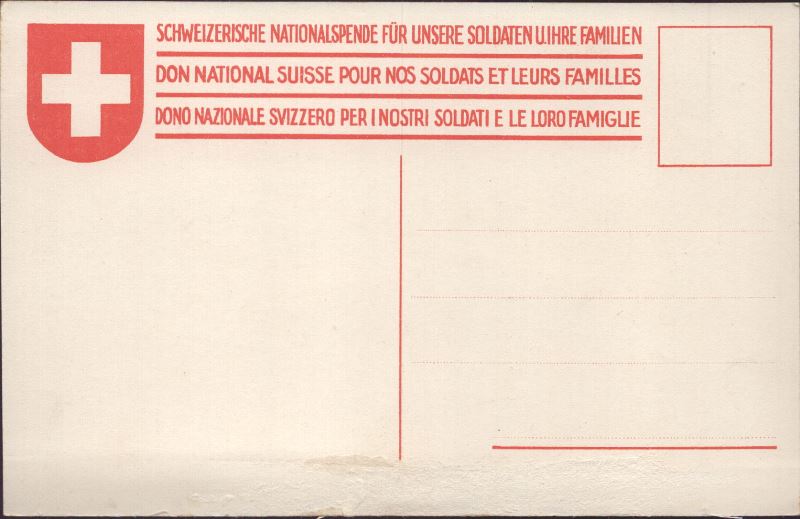 SCHWEIZERISCHE NATIONALSPENDE FÜR UNSERE SOLDATEN U.IHRE FAMILIEN
DON NATIONAL SUISSE POUR NOS SOLDATS ET LEURS FAMILLES
DONO NAZIONALE SVIZZERO PER I NOSTRI SOLDATI E LE LORO FAMIGLIE